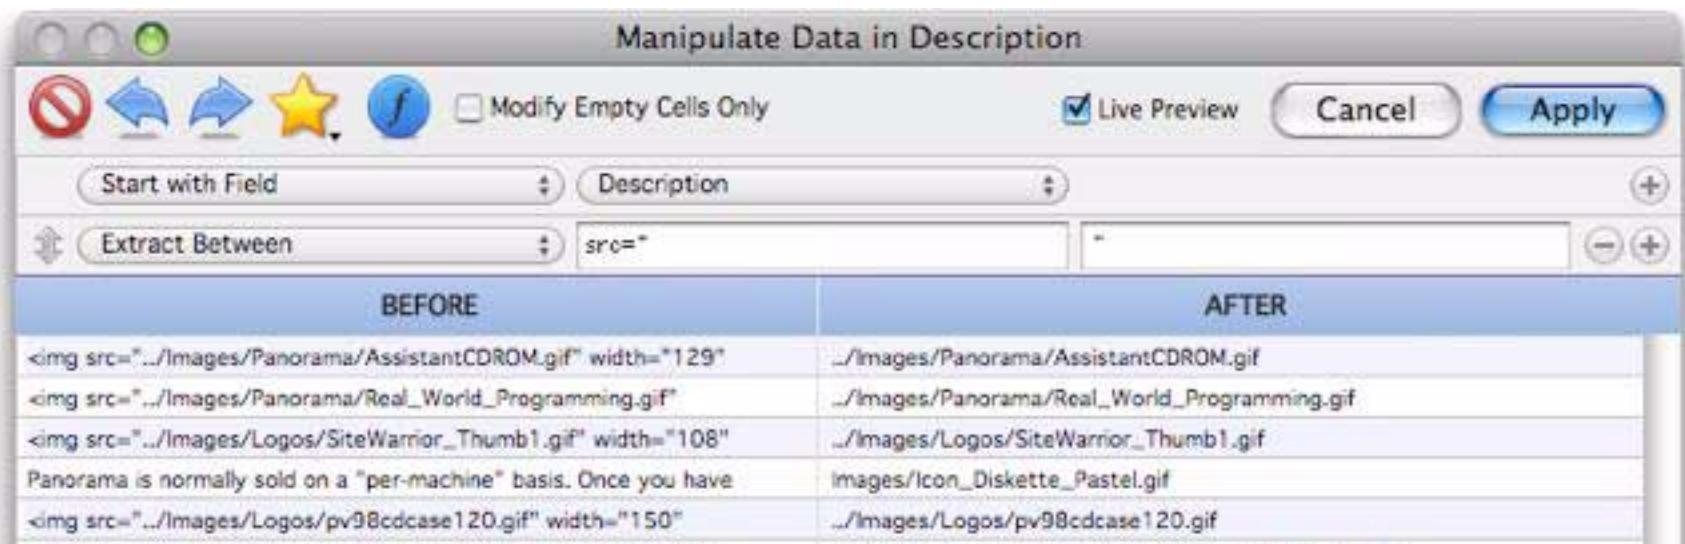 Manipulate Data in Description
f Modify Empty Cells Only Live Preview Cancel Apply
Start with Field Description
Extract Between src=" "
BEFORE AFTER
<img src="../Images/Panorama/AssistantCDROM.gif" width="129" ../Images/Panorama/AssistantCDROM.gif
<img src="../Images/Panorama/Real_World_Programming.gif" ../Images/Panorama/Real_World_Programming.gif
<img src="../Images/Logos/SiteWarrior_Thumb1.gif" width="108" ../Images/Logos/SiteWarrior_Thumb1.gif
Panorama is normally sold on a "per-machine" basis. Once you have Images/Icon_Diskette_Pastel.gif
<img src="../Images/Logos/pv98cdcase120.gif" width="150" ../Images/Logos/pv98cdcase120.gif